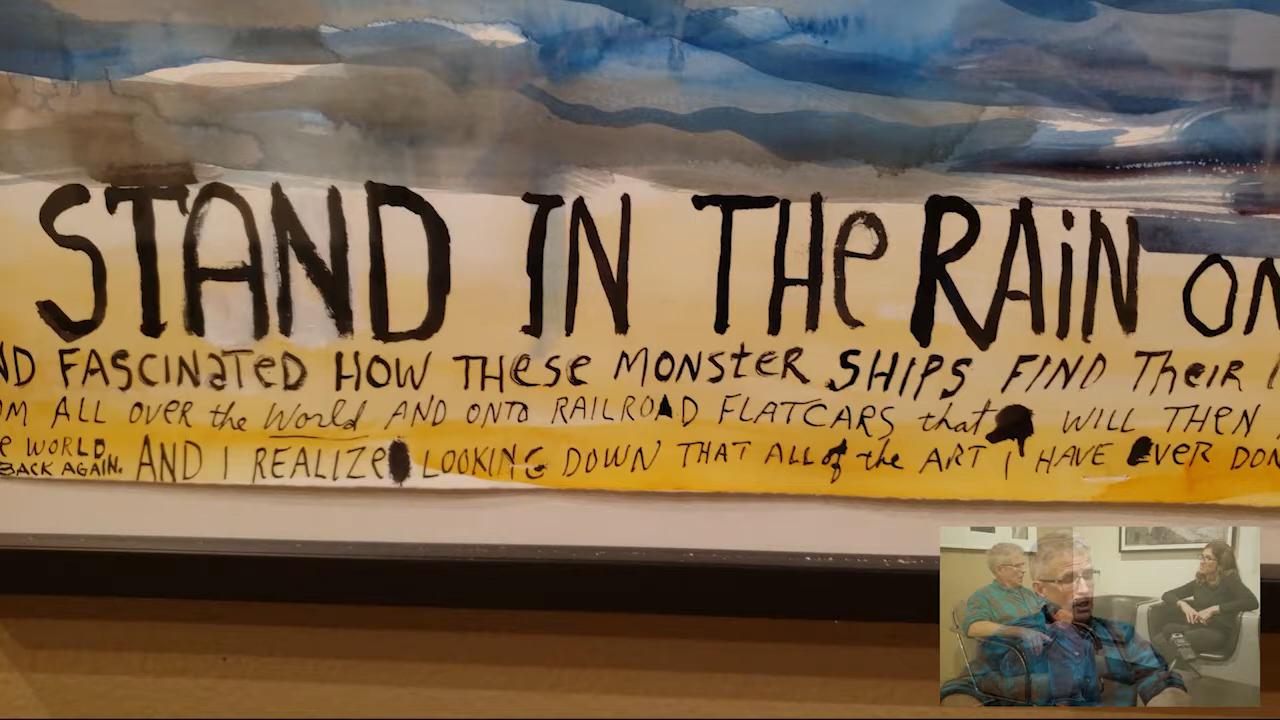 STAND IN THe RAiN ON
ND FASCINaTeD HOW THese MONSteR SHIPS FIND THeiR
OM ALL OVeR the World AND ONTO RAILROAD FLATCARS that WILL THEN
e WORLD.
BACK AGAIN. AND I REALIZe LOOKING DOWN THAT ALL of the ART i HAVE EVER DON